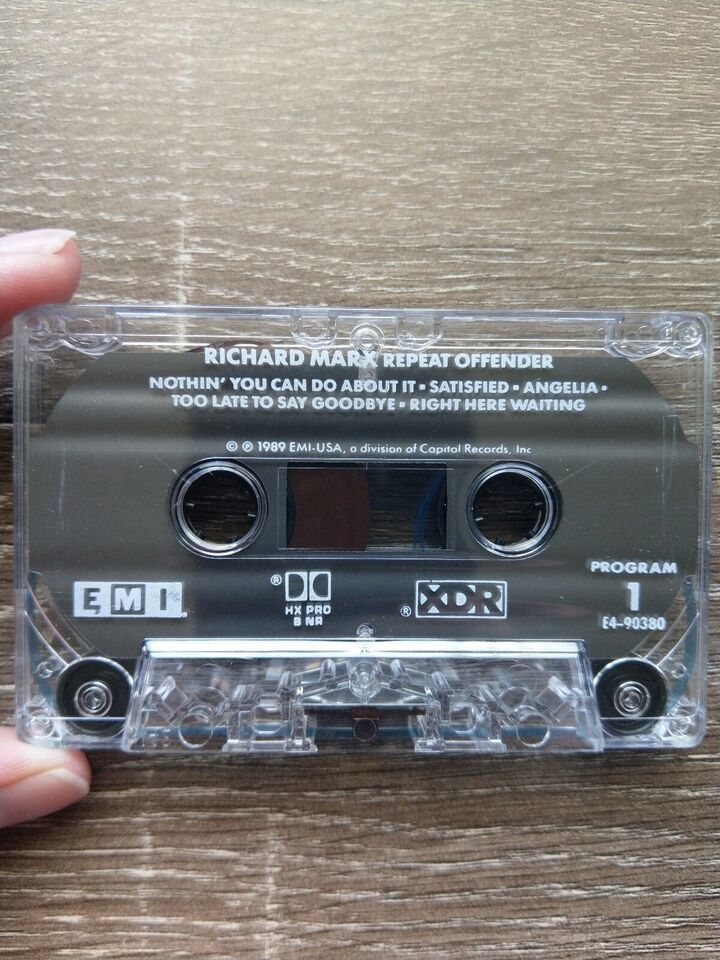 RICHARD MARX REPEAT OFFENDER
NOTHIN' YOU CAN DO ABOUT IT ▪ SATISFIED ▪ ANGELIA ▪
TOO LATE TO SAY GOODBYE ▪ RIGHT HERE WAITING
© ℗ 1989 EMI-USA, a division of Capitol Records, Inc
PROGRAM
1
E4-90380
EMI®
®
HX PRO
B NR
® XDR